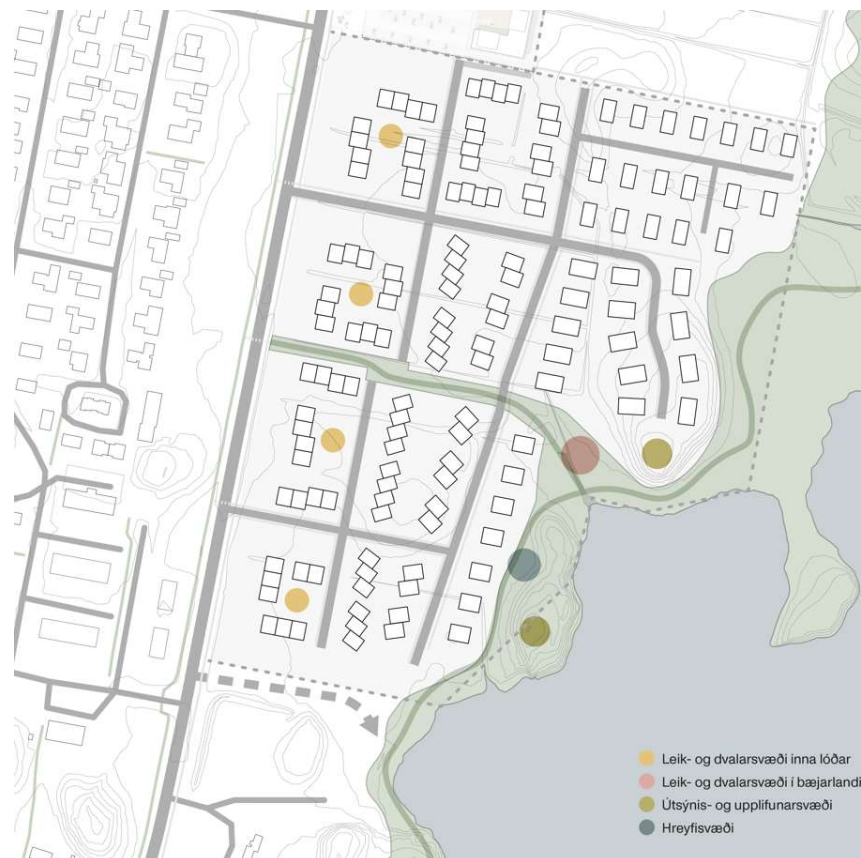 Leik- og dvalarsvæði inna lóðar
Leik- og dvalarsvæði í bæjarlandi
Útsýnis- og upplifunarsvæði
Hreyfisvæði